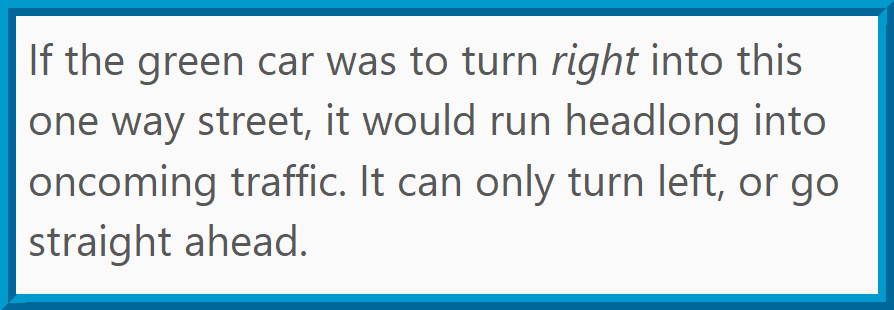 If the green car was to turn right into this
one way street, it would run headlong into
oncoming traffic. It can only turn left, or go
straight ahead.